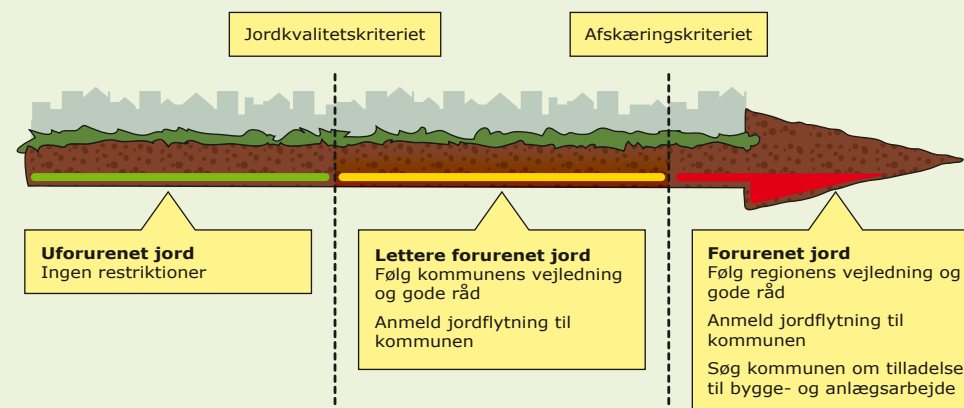 Jordkvalitetskriteriet
Afskæringskriteriet
Uforurenet jord
Ingen restriktioner
Lettere forurenet jord
Følg kommunens vejledning
og gode råd
Anmeld jordflytning til
kommunen
Forurenet jord
Følg regionens vejledning og
gode råd
Anmeld jordflytning til
kommunen
Søg kommunen om tilladelse
til bygge- og anlægsarbejde